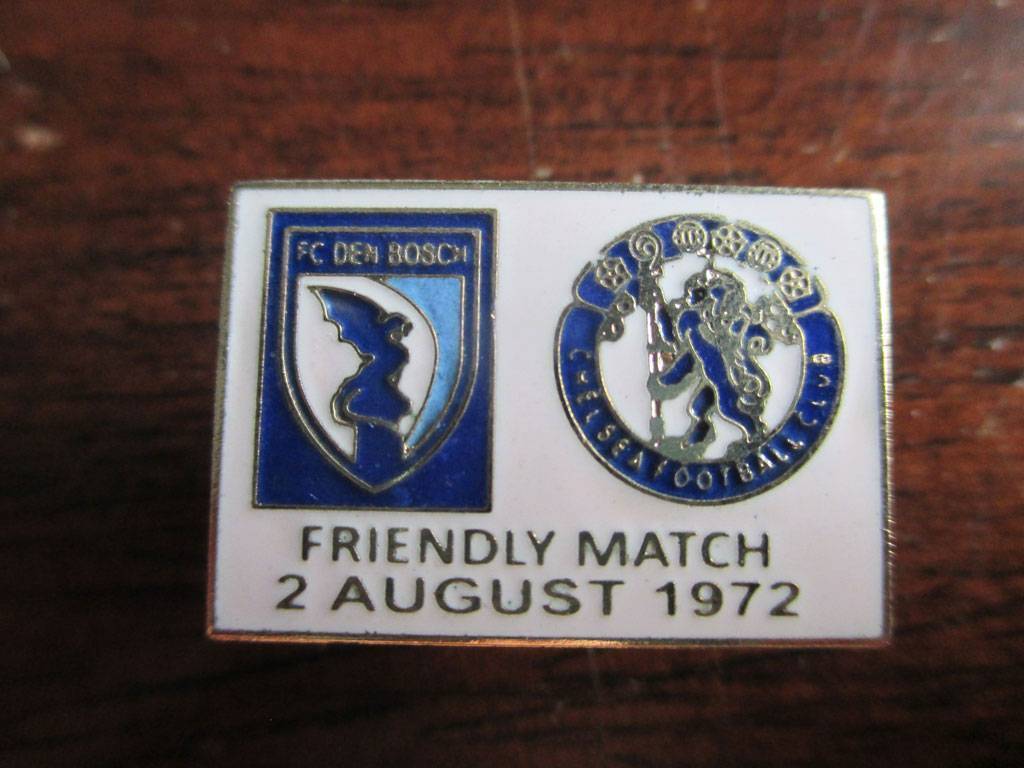 FC DEN BOSCH
CHELSEA FOOTBALL CLUB
FRIENDLY MATCH
2 AUGUST 1972